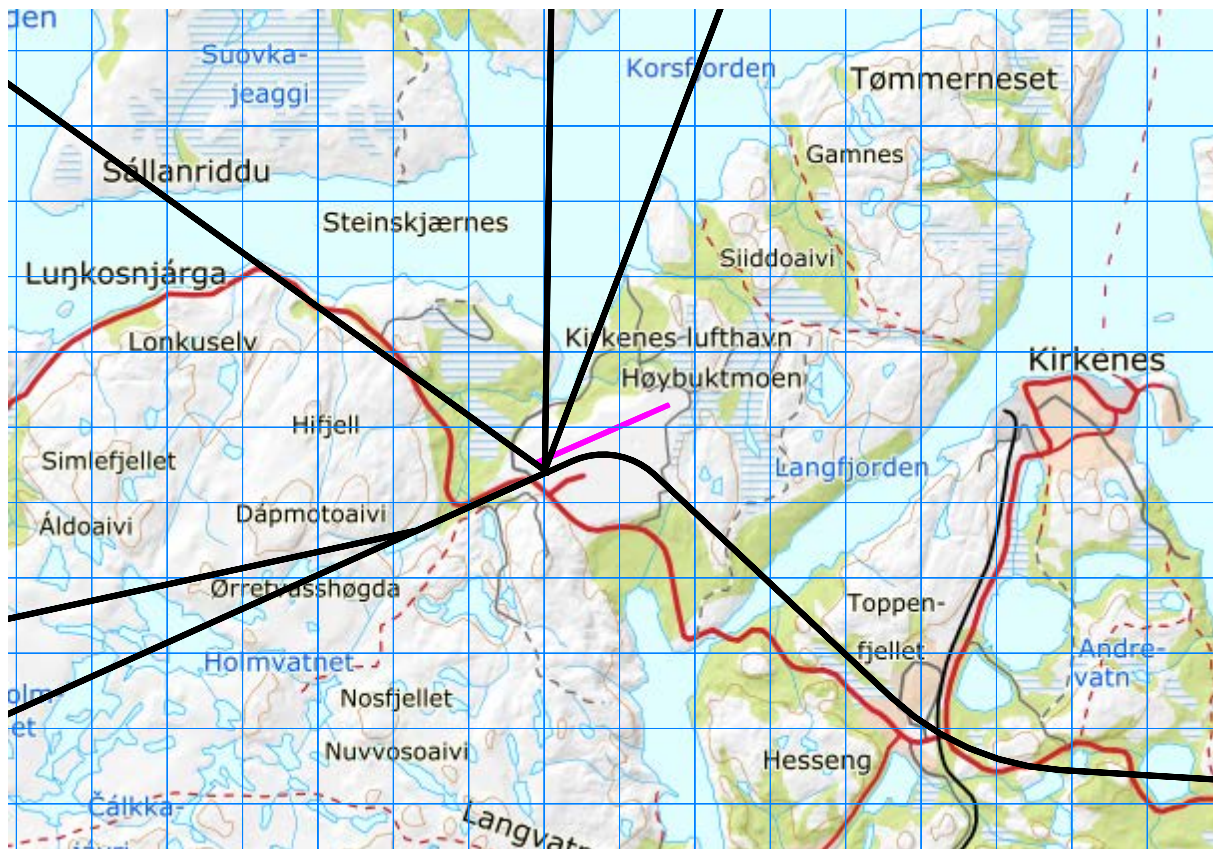 Suovka-
jeaggi
Korsfjorden
Tømmerneset
Gamnes
Sállanriddu
Steinskjærnes
Siiddoaivi
Luŋkosnjárga
Lonkuselv
Kirkenes lufthavn
Høybuktmoen
Kirkenes
Hifjell
Simlefjellet
Langfjorden
Áldoaivi
Dápmotoaivi
Ørretvasshøgda
Toppen-
fjellet
Holmvatnet
Andre-
vatn
Nosfjellet
Nuvvosoaivi
Hesseng
Čálkka-
Langvatn